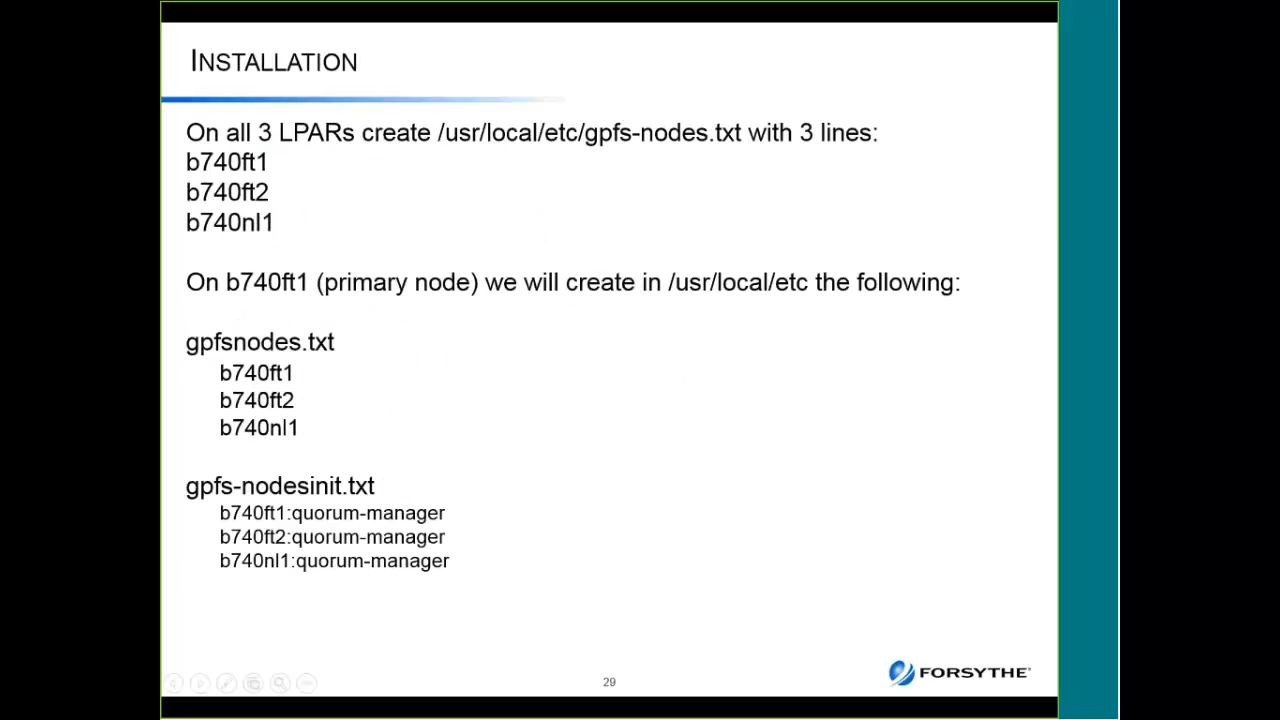 INSTALLATION
On all 3 LPARs create /usr/local/etc/gpfs-nodes.txt with 3 lines:
b740ft1
b740ft2
b740nl1
On b740ft1 (primary node) we will create in /usr/local/etc the following:
gpfsnodes.txt
b740ft1
b740ft2
b740nl1
gpfs-nodesinit.txt
b740ft1:quorum-manager
b740ft2:quorum-manager
b740nl1:quorum-manager
29
FORSYTHE